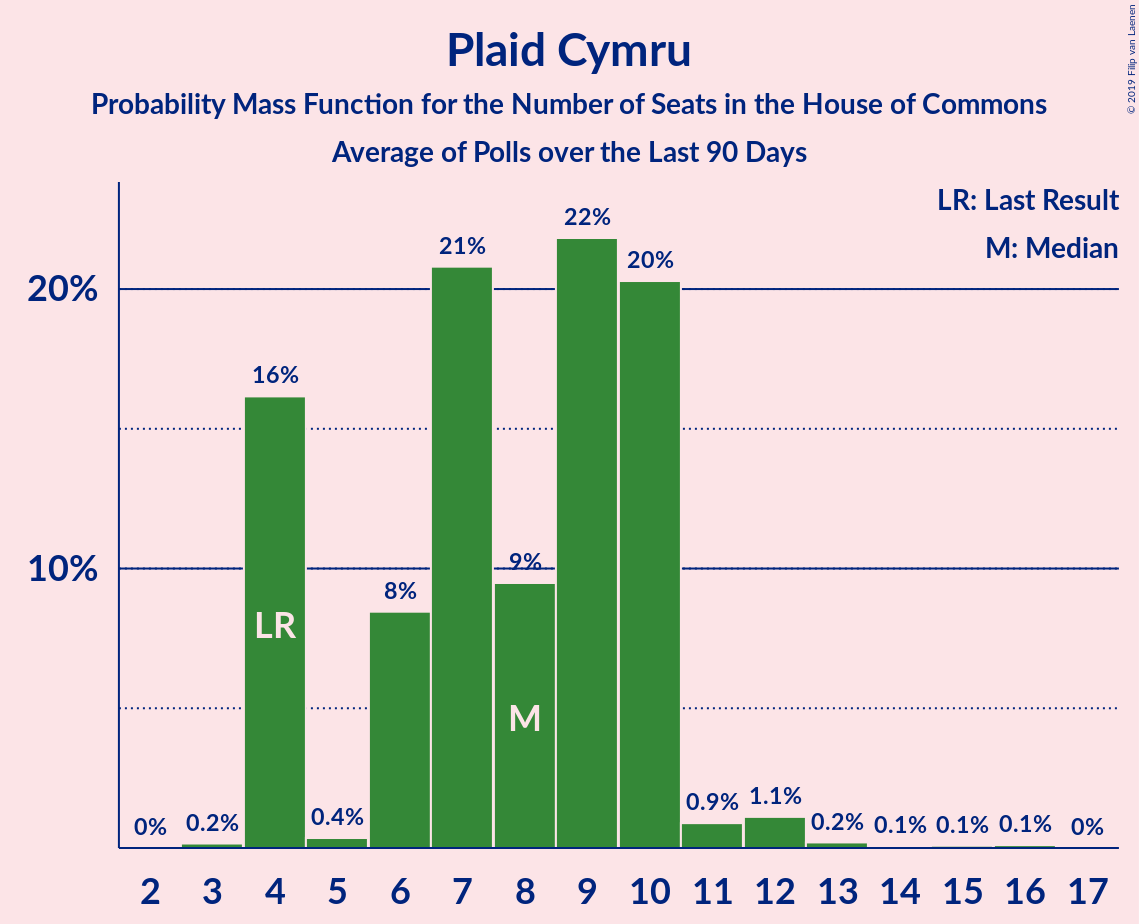 Plaid Cymru
Probability Mass Function for the Number of Seats in the House of Commons
Average of Polls over the Last 90 Days
© 2019 Filip van Laenen
LR: Last Result
M: Median
20%
10%
0%
0.2%
16%
0.4%
8%
21%
9%
22%
20%
0.9%
1.1%
0.2%
0.1%
0.1%
0.1%
0%
LR
M
2 3 4 5 6 7 8 9 10 11 12 13 14 15 16 17